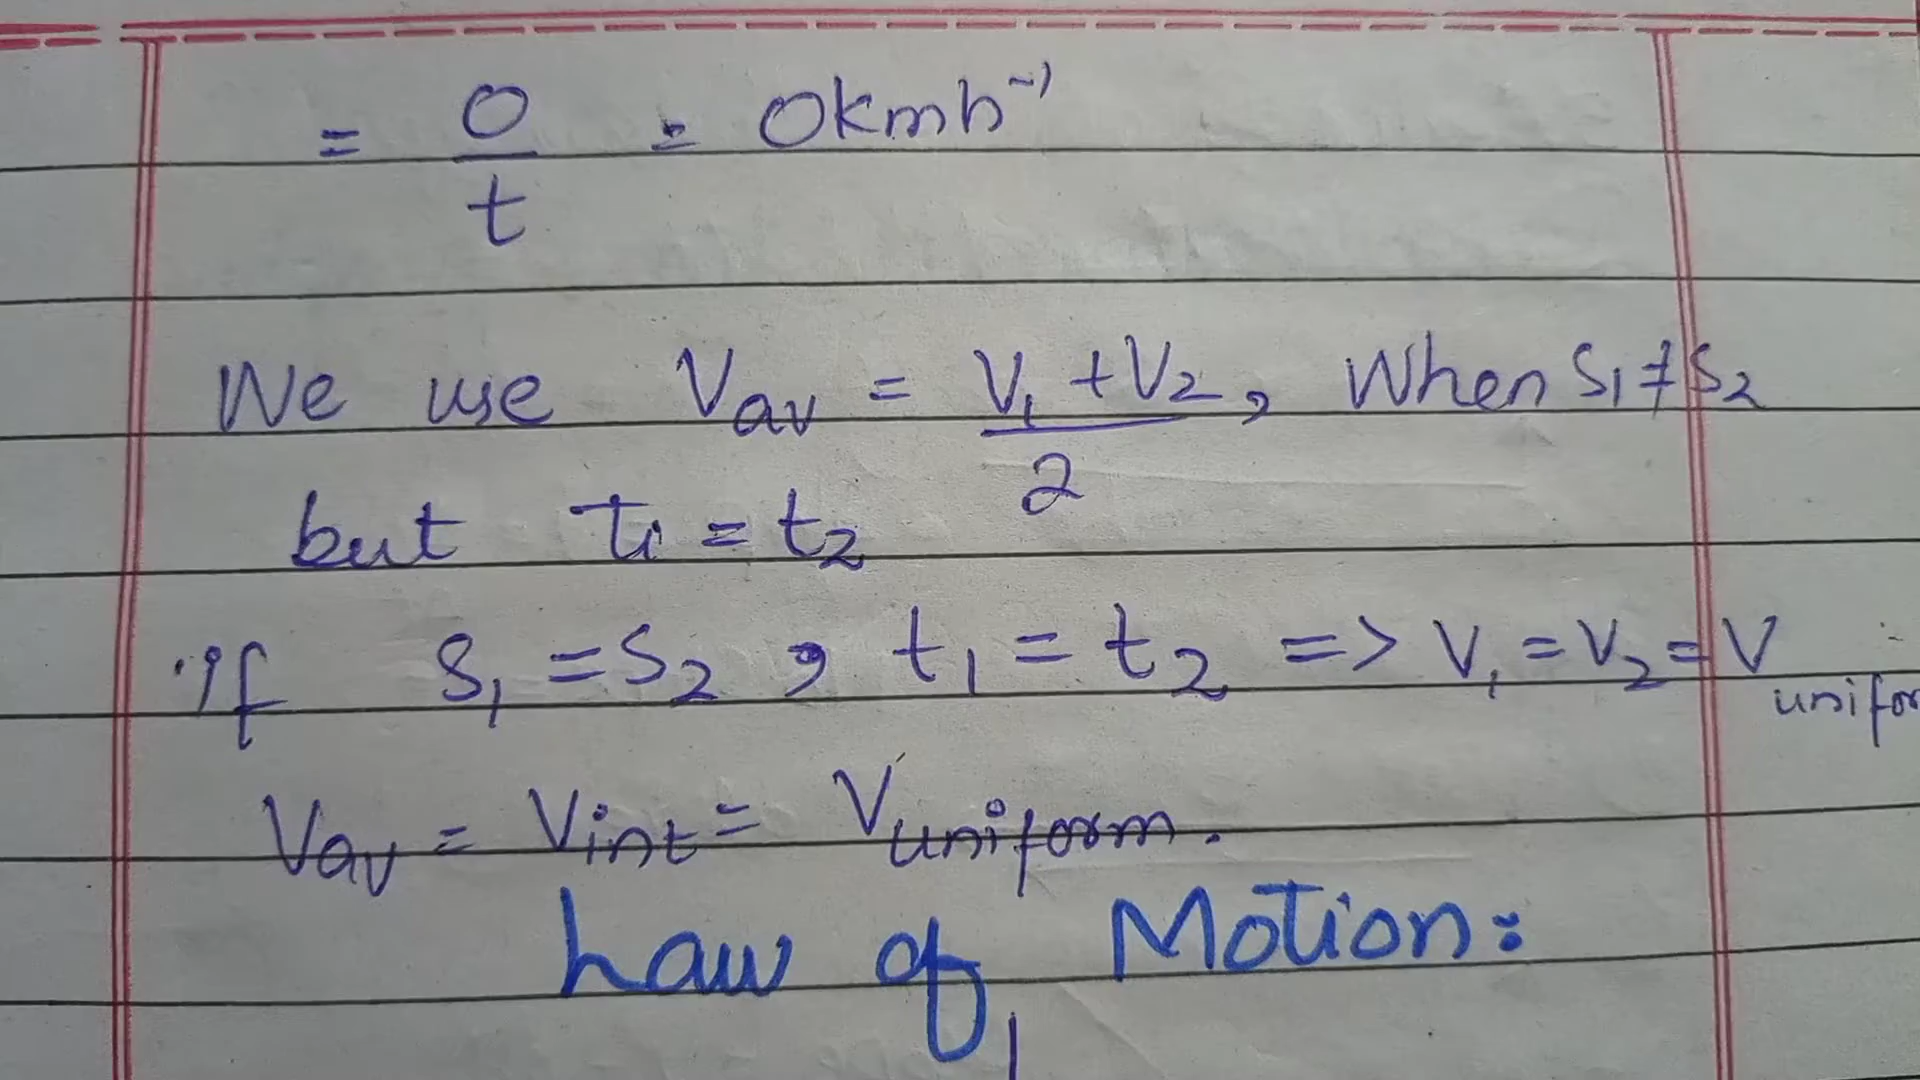 = 0/t = 0kmh⁻¹
We use Vav = V₁ + V₂ / 2, When S₁ ≠ S₂
but t₁ = t₂
if S₁ = S₂, t₁ = t₂ => V₁ = V₂ = V unifor
Vav = Vint = Vuniform.
Law of Motion: